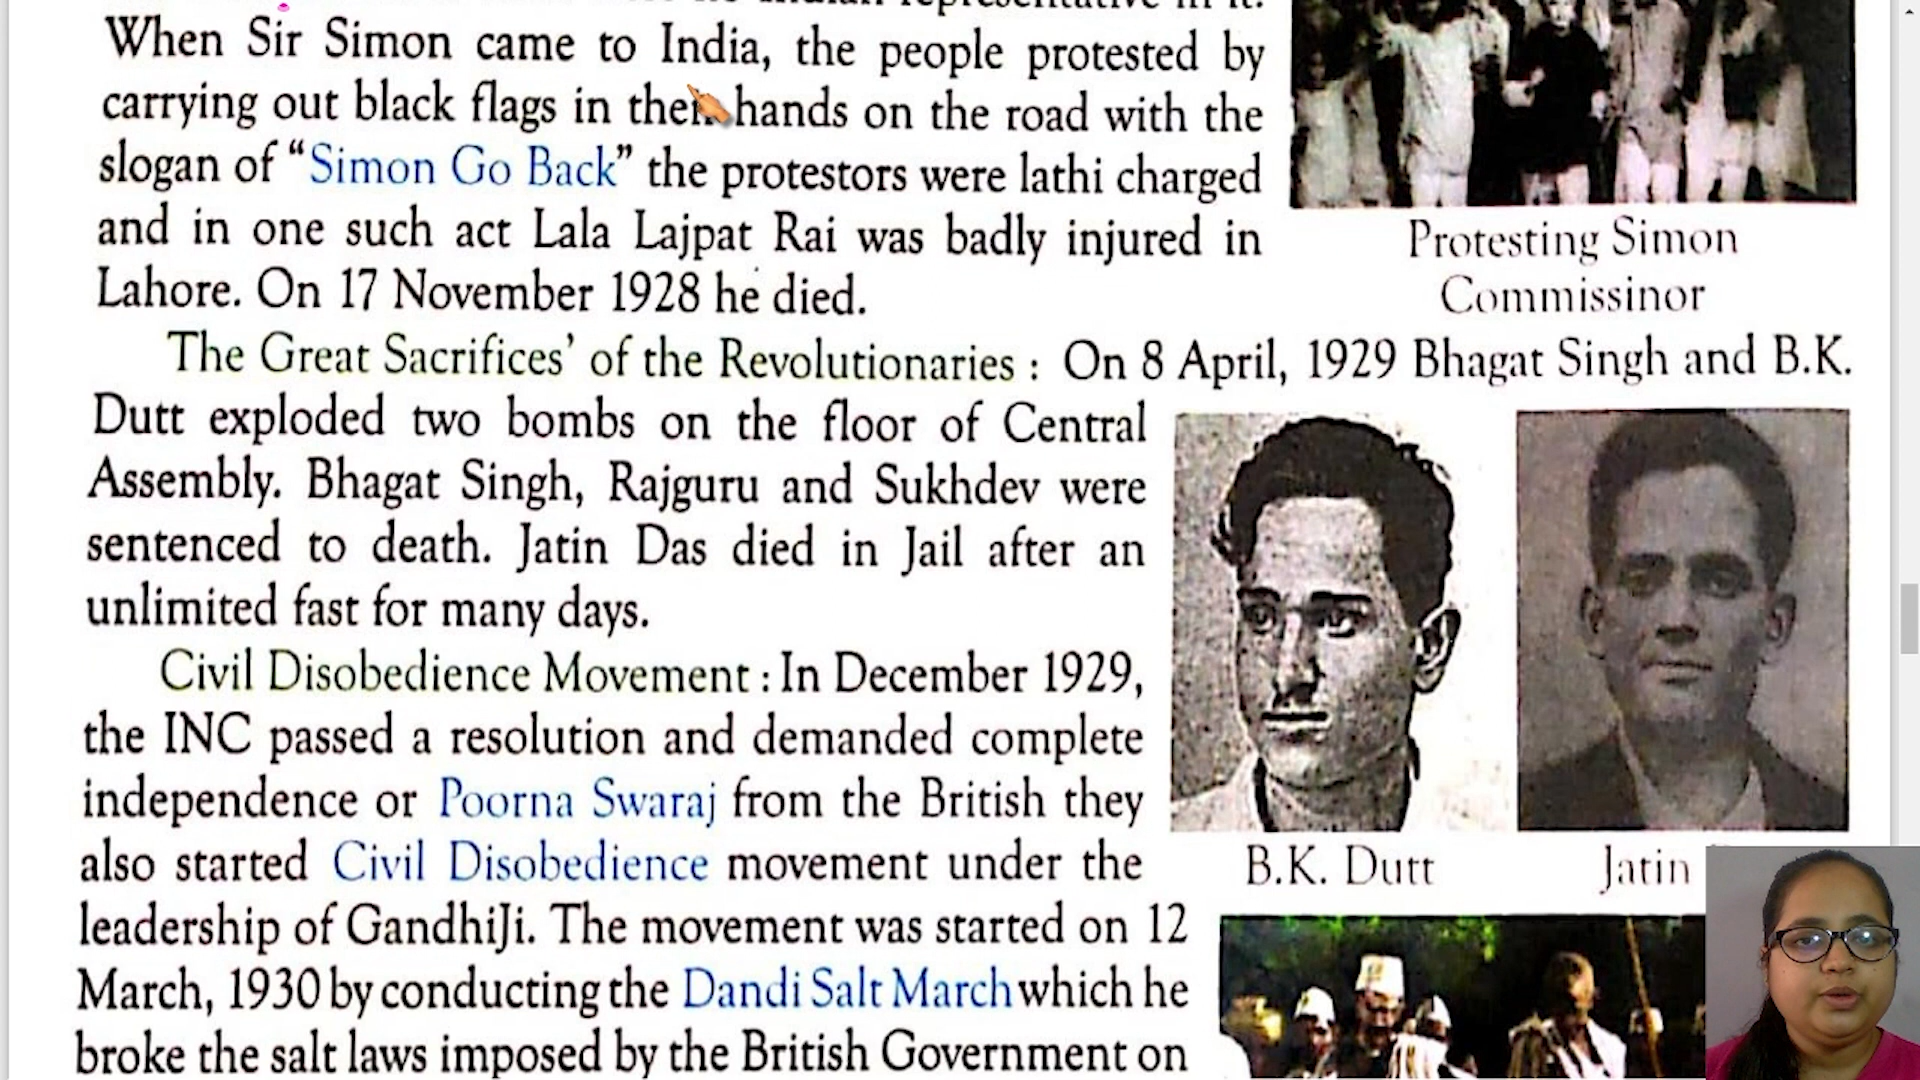 representative in it.
When Sir Simon came to India, the people protested by
carrying out black flags in their hands on the road with the
slogan of “Simon Go Back” the protestors were lathi charged
and in one such act Lala Lajpat Rai was badly injured in
Lahore. On 17 November 1928 he died.
Protesting Simon
Commissinor
The Great Sacrifices’ of the Revolutionaries : On 8 April, 1929 Bhagat Singh and B.K.
Dutt exploded two bombs on the floor of Central
Assembly. Bhagat Singh, Rajguru and Sukhdev were
sentenced to death. Jatin Das died in Jail after an
unlimited fast for many days.
Civil Disobedience Movement : In December 1929,
the INC passed a resolution and demanded complete
independence or Poorna Swaraj from the British they
also started Civil Disobedience movement under the
leadership of GandhiJi. The movement was started on 12
March, 1930 by conducting the Dandi Salt March which he
broke the salt laws imposed by the British Government on
B.K. Dutt
Jatin